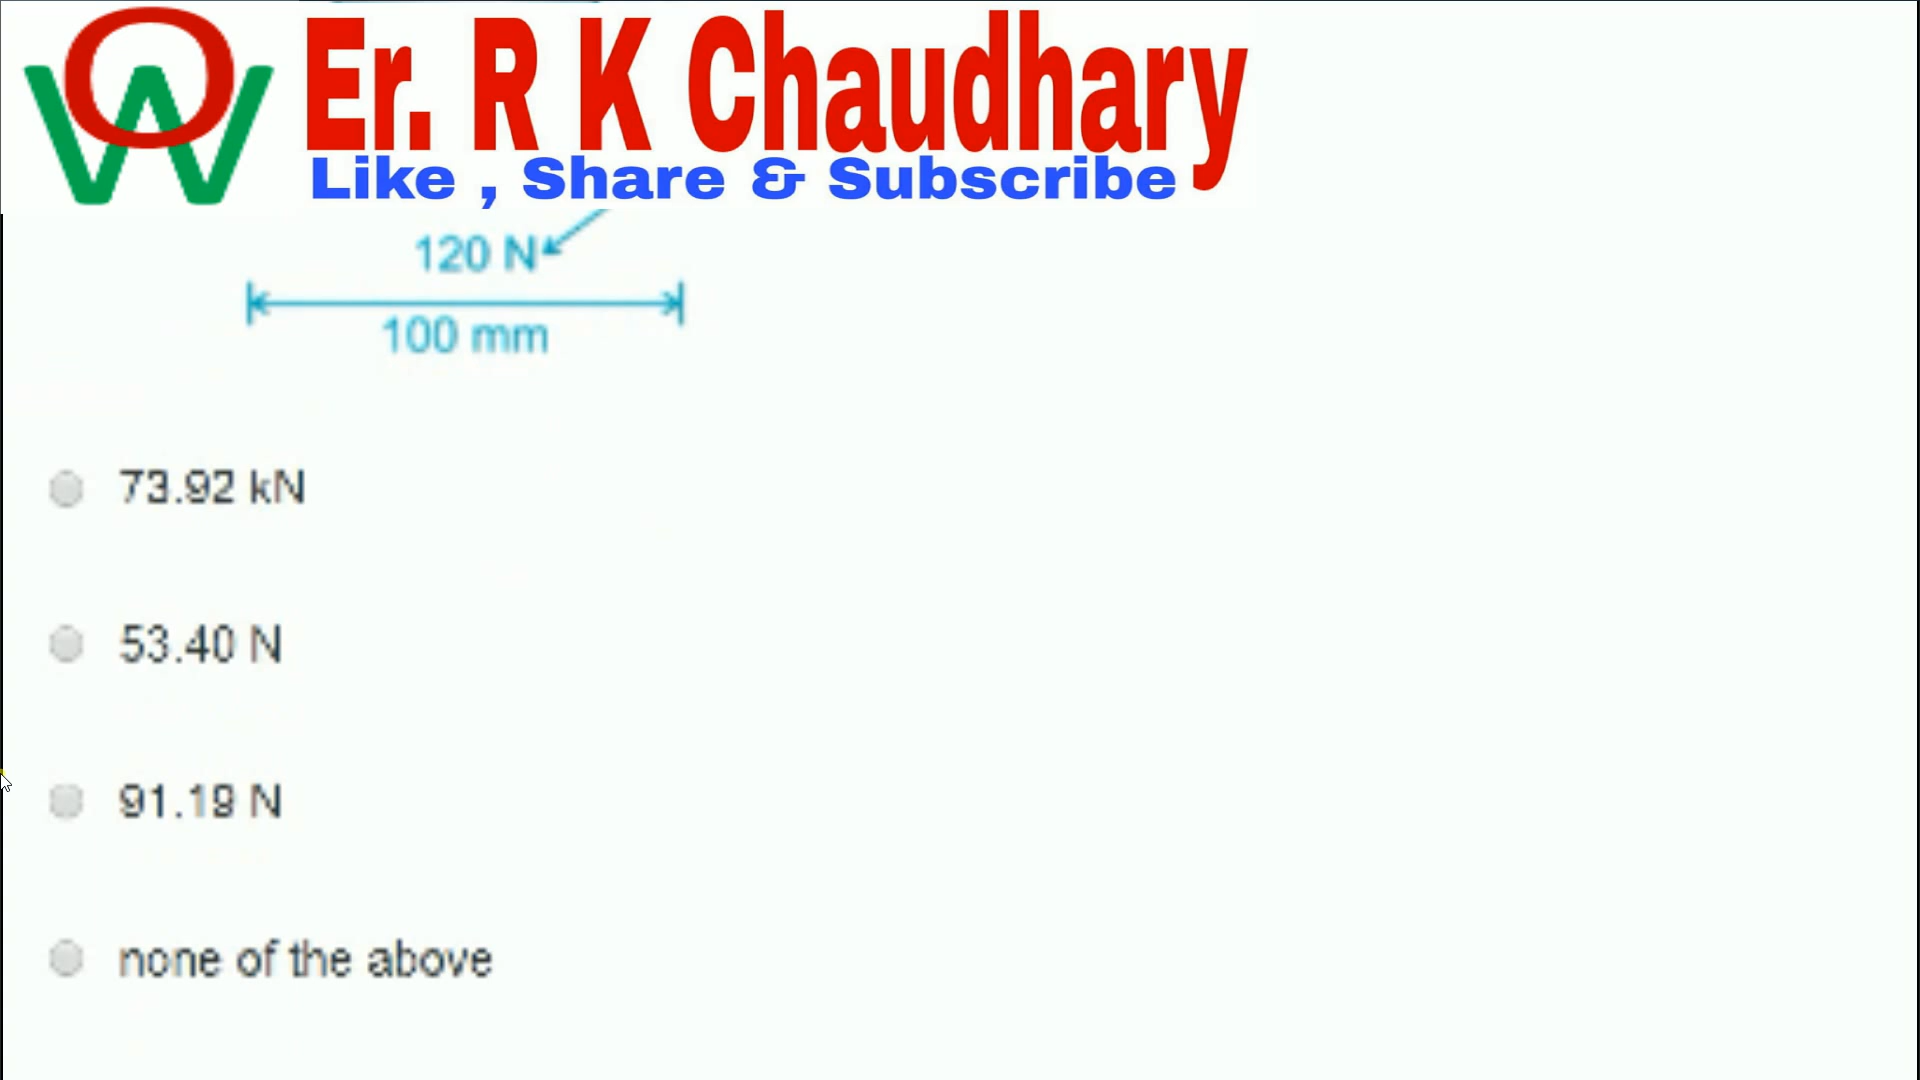 Er. R K Chaudhary
Like , Share & Subscribe
120 N
100 mm
73.92 kN
53.40 N
91.19 N
none of the above